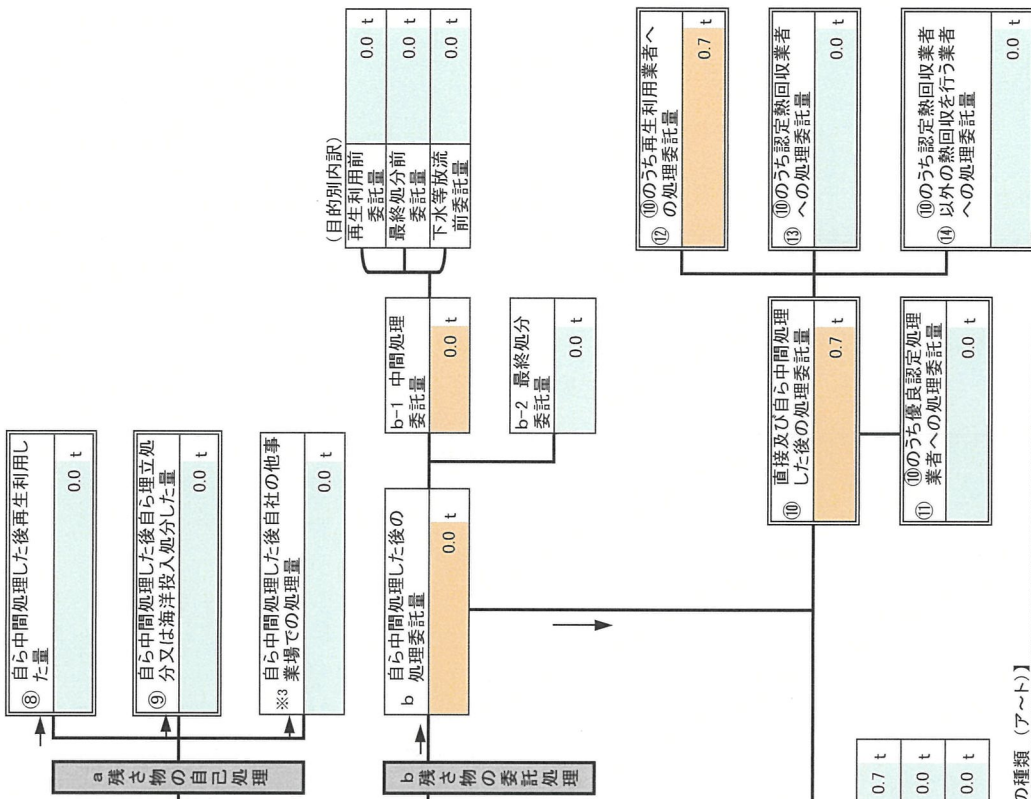 a 残さ物の自己処理
⑧ 自ら中間処理した後再生利用し
た量
0.0 t
⑨ 自ら中間処理した後自ら埋立処
分又は海洋投入処分した量
0.0 t
※3 自ら中間処理した後自社の他事
業場での処理量
0.0 t
b 残さ物の委託処理
b 自ら中間処理した後の
処理委託量
0.0 t
b-1 中間処理
委託量
0.0 t
b-2 最終処分
委託量
0.0 t
(目的別内訳)
再生利用前
委託量
0.0 t
最終処分前
委託量
0.0 t
下水等放流
前委託量
0.0 t
⑩ 直接及び自ら中間処理
した後の処理委託量
0.7 t
⑪ ⑩のうち優良認定処理
業者への処理委託量
0.0 t
⑫ ⑩のうち再生利用業者へ
の処理委託量
0.7 t
⑬ ⑩のうち認定熱回収業者
への処理委託量
0.0 t
⑭ ⑩のうち認定熱回収業者
以外の熱回収を行う業者
への処理委託量
0.0 t
0.7 t
0.0 t
0.0 t
の種類 (ア~ト)】